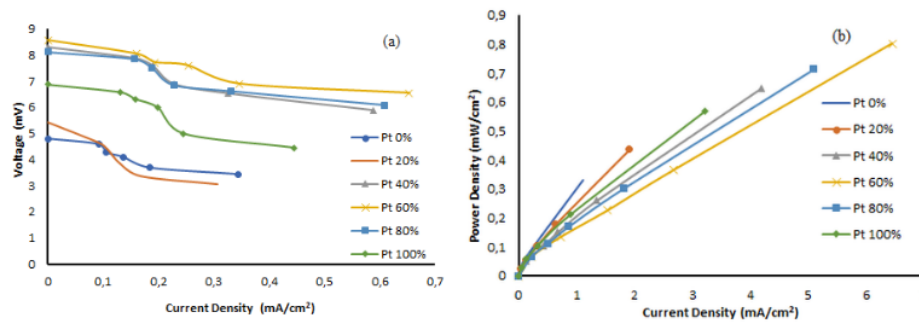 (a)
Voltage (mV)
9
8
7
6
5
4
3
2
1
0
0 0,1 0,2 0,3 0,4 0,5 0,6 0,7
Current Density (mA/cm²)
Pt 0%
Pt 20%
Pt 40%
Pt 60%
Pt 80%
Pt 100%
(b)
Power Density (mW/cm²)
0,9
0,8
0,7
0,6
0,5
0,4
0,3
0,2
0,1
0
0 1 2 3 4 5 6
Current Density (mA/cm²)
Pt 0%
Pt 20%
Pt 40%
Pt 60%
Pt 80%
Pt 100%